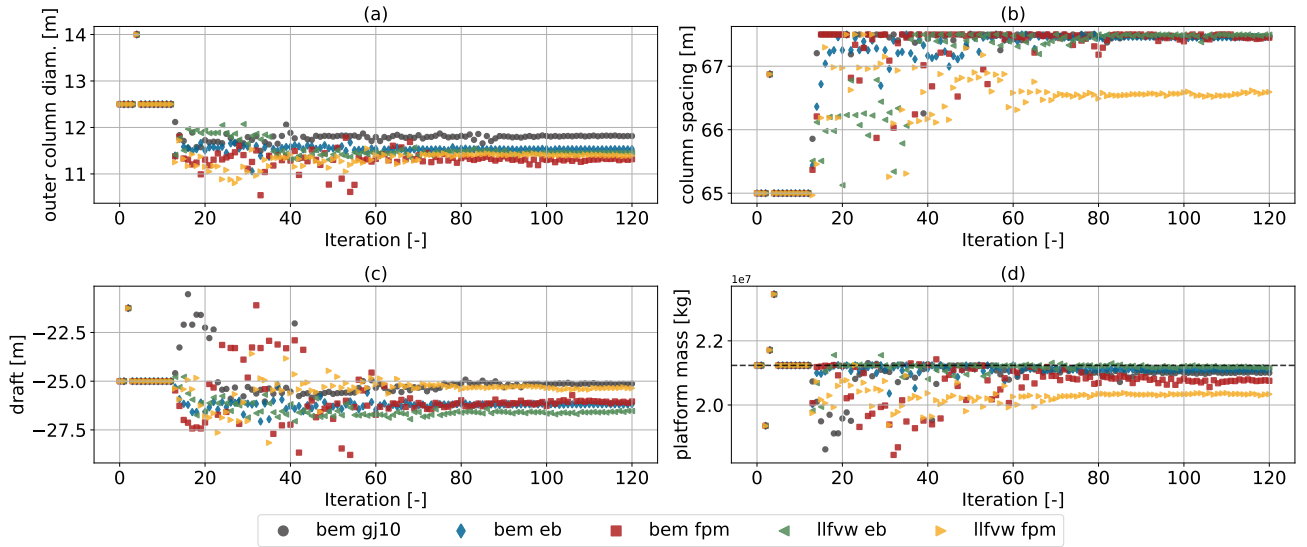 (a)
outer column diam. [m]
14
13
12
11
0 20 40 60 80 100 120
Iteration [-]
(b)
column spacing [m]
67
66
65
0 20 40 60 80 100 120
Iteration [-]
(c)
draft [m]
−22.5
−25.0
−27.5
0 20 40 60 80 100 120
Iteration [-]
(d)
1e7
platform mass [kg]
2.2
2.0
0 20 40 60 80 100 120
Iteration [-]
bem gj10 bem eb bem fpm llfvw eb llfvw fpm